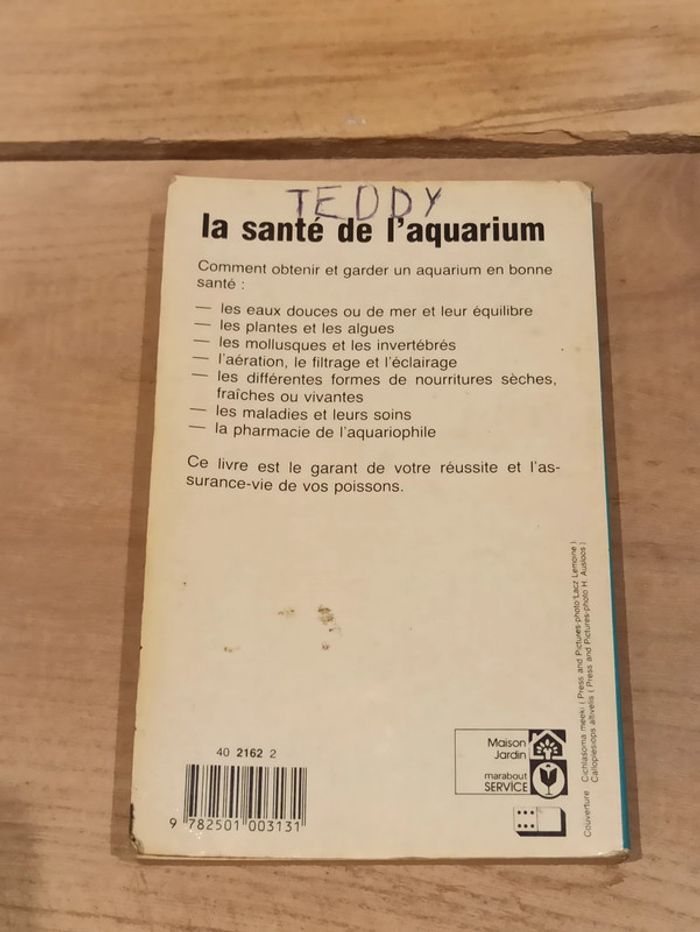 TEDDY
la santé de l'aquarium
Comment obtenir et garder un aquarium en bonne
santé :
— les eaux douces ou de mer et leur équilibre
— les plantes et les algues
— les mollusques et les invertébrés
— l'aération, le filtrage et l'éclairage
— les différentes formes de nourritures sèches,
fraîches ou vivantes
— les maladies et leurs soins
— la pharmacie de l'aquariophile
Ce livre est le garant de votre réussite et l'as-
surance-vie de vos poissons.
40 2162 2
9 782501 003131
Maison
Jardin
marabout
SERVICE
Couverture Cichlasoma meeki ( Press and Pictures-photo Lacz Lemoine ).
Calloplesiops altivelis ( Press and Pictures-photo H. Ausloos )